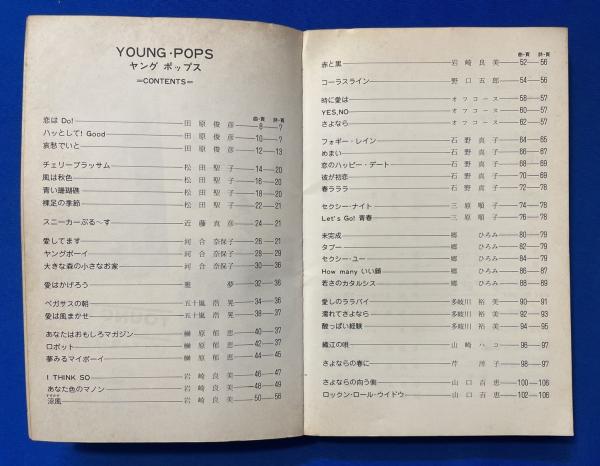 YOUNG・POPS
ヤング ポップス
=CONTENTS=
曲・頁 詩・頁
恋は Do! 田原俊彦 8 7
ハッとして! Good 田原俊彦 10 7
哀愁でいと 田原俊彦 12 13
チェリーブラッサム 松田聖子 14 20
風は秋色 松田聖子 16 20
青い珊瑚礁 松田聖子 18 20
裸足の季節 松田聖子 22 21
スニーカーぶる〜す 近藤真彦 24 21
愛してます 河合奈保子 26 21
ヤングボーイ 河合奈保子 28 29
大きな森の小さなお家 河合奈保子 30 36
愛はかげろう 雅夢 32 36
ペガサスの朝 五十嵐浩晃 34 36
愛は風まかせ 五十嵐浩晃 38 37
あなたはおもしろマガジン 榊原郁恵 40 37
ロボット 榊原郁恵 42 37
夢みるマイボーイ 榊原郁恵 44 45
I THINK SO 岩崎良美 46 47
あなた色のマノン 岩崎良美 48 49
涼風 岩崎良美 50 56
曲・頁 詩・頁
赤と黒 岩崎良美 52 56
コーラスライン 野口五郎 54 56
時に愛は オフコース 58 57
YES,NO オフコース 60 57
さよなら オフコース 62 57
フォギー・レイン 石野真子 64 65
めまい 石野真子 66 67
恋のハッピー・デート 石野真子 68 67
彼が初恋 石野真子 70 69
春ラララ 石野真子 72 78
セクシー・ナイト 三原順子 74 78
Let's Go! 青春 三原順子 76 78
未完成 郷ひろみ 80 79
タブー 郷ひろみ 82 79
セクシー・ユー 郷ひろみ 84 79
How many いい顔 郷ひろみ 86 87
若さのカタルシス 郷ひろみ 88 89
愛しのララバイ 多岐川裕美 90 91
濡れてさよなら 多岐川裕美 92 93
酸っぱい経験 多岐川裕美 94 95
織江の唄 山崎ハコ 96 97
さよならの春に 芹洋子 98 97
さよならの向う側 山口百恵 100 106
ロックン・ロール・ウイドウ 山口百恵 102 106